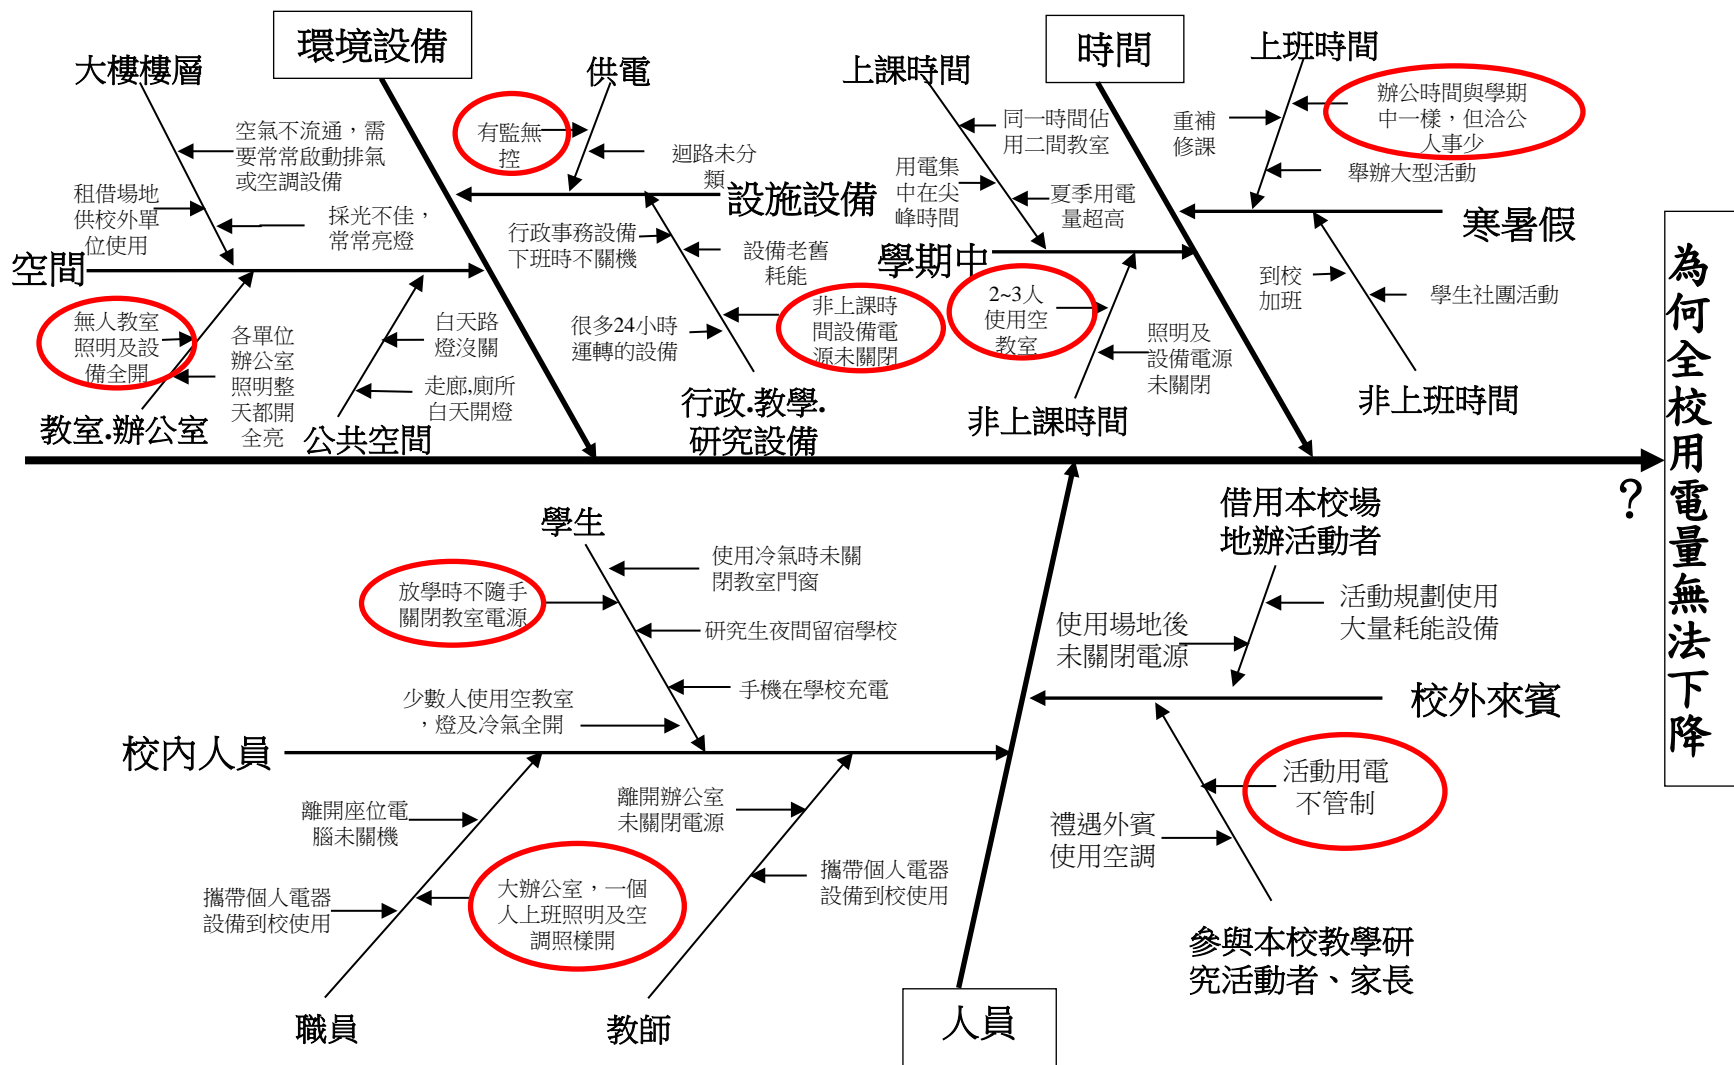 環境設備
大樓樓層
空氣不流通，需
要常常啟動排氣
或空調設備
租借場地
供校外單
位使用
採光不佳，
常常亮燈
空間
無人教室
照明及設
備全開
各單位
辦公室
照明整
天都開
全亮
教室.辦公室
白天路
燈沒關
走廊,廁所
白天開燈
公共空間
供電
有監無
控
迴路未分
類
設施設備
行政事務設備
下班時不關機
設備老舊
耗能
很多24小時
運轉的設備
非上課時
間設備電
源未關閉
行政.教學.
研究設備
時間
上課時間
同一時間佔
用二間教室
用電集
中在尖
峰時間
夏季用電
量超高
學期中
2~3人
使用空
教室
照明及
設備電源
未關閉
非上課時間
上班時間
重補
修課
辦公時間與學期
中一樣，但洽公
人事少
舉辦大型活動
寒暑假
到校
加班
學生社團活動
非上班時間
為何全校用電量無法下降
？
學生
使用冷氣時未關
閉教室門窗
放學時不隨手
關閉教室電源
研究生夜間留宿學校
手機在學校充電
少數人使用空教室
，燈及冷氣全開
校內人員
離開座位電
腦未關機
攜帶個人電器
設備到校使用
大辦公室，一個
人上班照明及空
調照樣開
職員
離開辦公室
未關閉電源
攜帶個人電器
設備到校使用
教師
人員
借用本校場
地辦活動者
使用場地後
未關閉電源
活動規劃使用
大量耗能設備
校外來賓
活動用電
不管制
禮遇外賓
使用空調
參與本校教學研
究活動者、家長